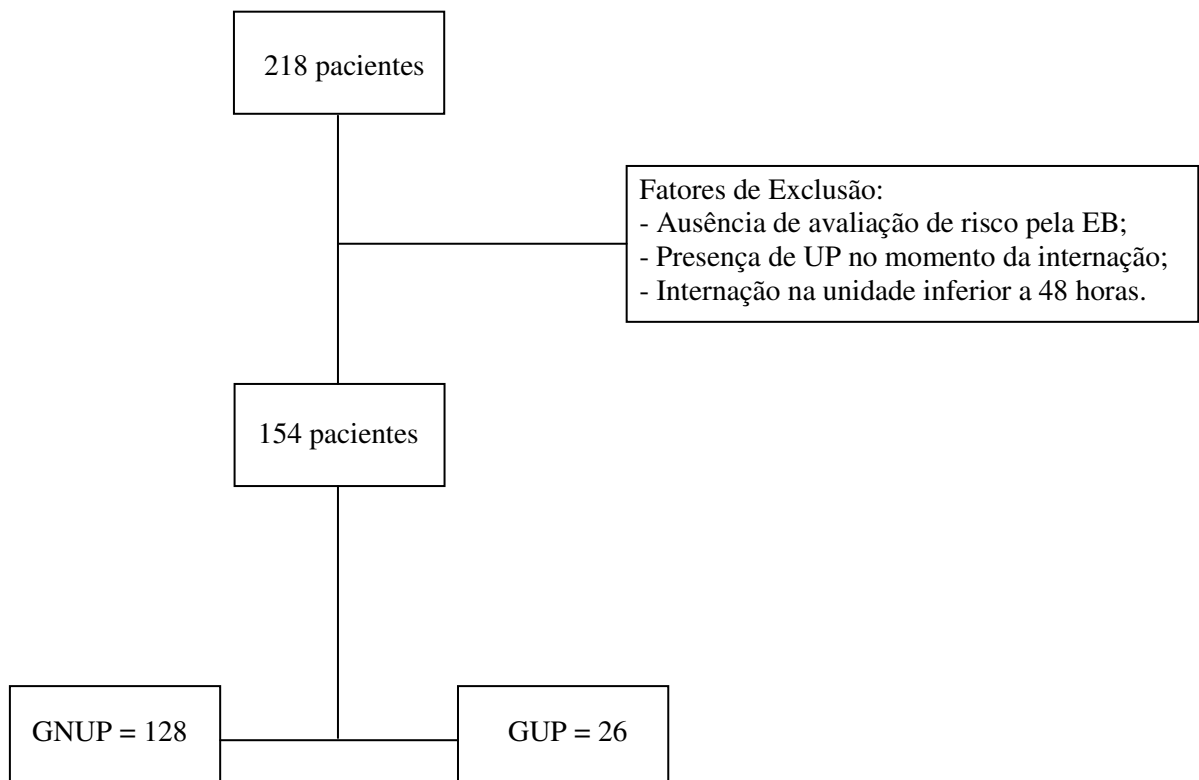 218 pacientes
Fatores de Exclusão:
- Ausência de avaliação de risco pela EB;
- Presença de UP no momento da internação;
- Internação na unidade inferior a 48 horas.
154 pacientes
GNUP = 128
GUP = 26